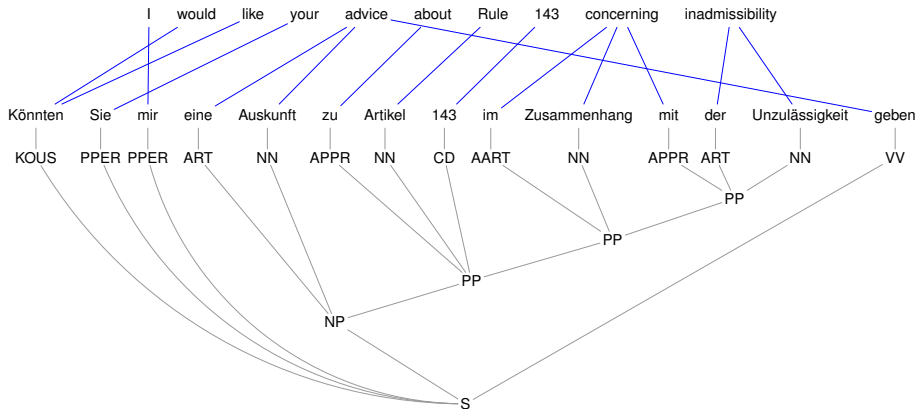 I would like your advice about Rule 143 concerning inadmissibility
Könnten Sie mir eine Auskunft zu Artikel 143 im Zusammenhang mit der Unzulässigkeit geben
KOUS PPER PPER ART NN APPR NN CD AART NN APPR ART NN VV
PP
PP
PP
NP
S